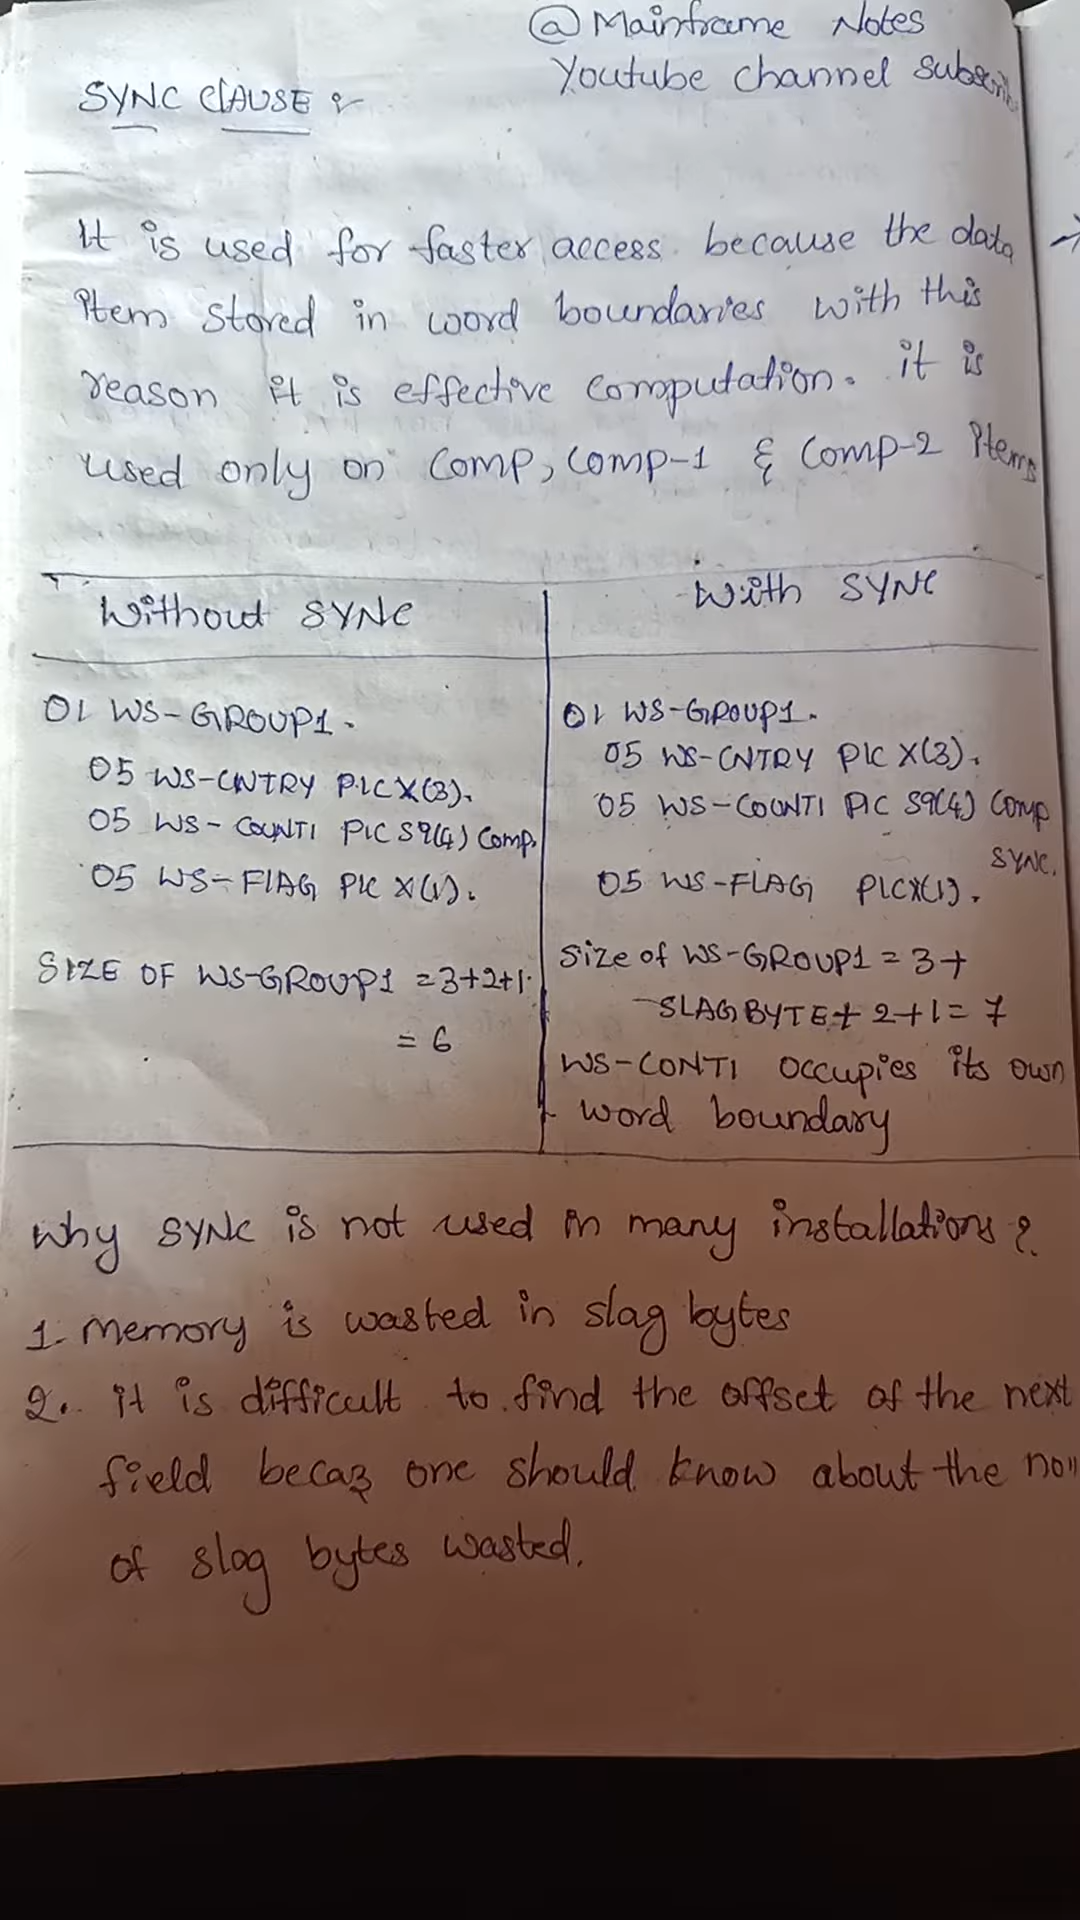 @ Mainframe Notes
Youtube channel
SYNC ClAUSE :-
It is used for faster access. because the data
item stored in word boundaries with this
reason it is effective computation. it is
used only on Comp, Comp-1 & Comp-2 items
Without SYNC
01 WS-GROUP1.
05 WS-CNTRY PIC X(3).
05 WS-COUNT1 PIC S9(4) Comp.
05 WS-FlAG PIC X(1).
SIZE OF WS-GROUP1 = 3+2+1.
= 6
With SYNC
01 WS-GROUP1.
05 WS-CNTRY PIC X(3).
05 WS-COUNT1 PIC S9(4) Comp
SYNC.
05 WS-FLAG PIC X(1).
Size of WS-GROUP1 = 3+
SLAG BYTE + 2+1 = 7
WS-CONT1 occupies its own
word boundary
Why SYNC is not used in many installations?
1. Memory is wasted in slag bytes
2. it is difficult to find the offset of the next
field becaz one should know about the no
of slag bytes wasted.